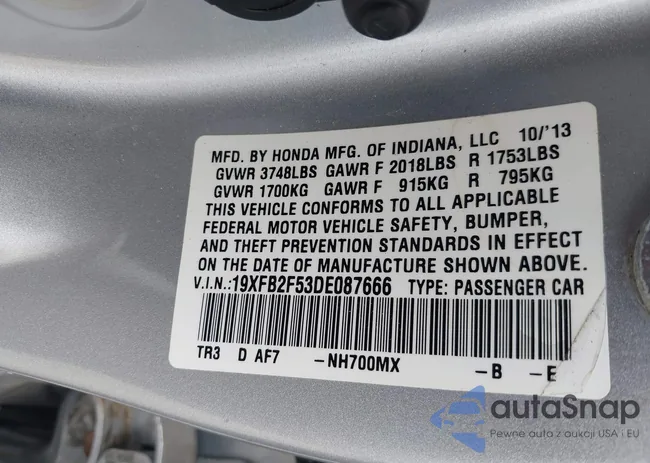 MFD. BY HONDA MFG. OF INDIANA, LLC 10/'13
GVWR 3748LBS GAWR F 2018LBS R 1753LBS
GVWR 1700KG GAWR F 915KG R 795KG
THIS VEHICLE CONFORMS TO ALL APPLICABLE
FEDERAL MOTOR VEHICLE SAFETY, BUMPER,
AND THEFT PREVENTION STANDARDS IN EFFECT
ON THE DATE OF MANUFACTURE SHOWN ABOVE.
V.I.N.:19XFB2F53DE087666 TYPE: PASSENGER CAR
TR3 D AF7 -NH700MX -B -E
autaSnap
Pewne auta z aukcji USA i EU